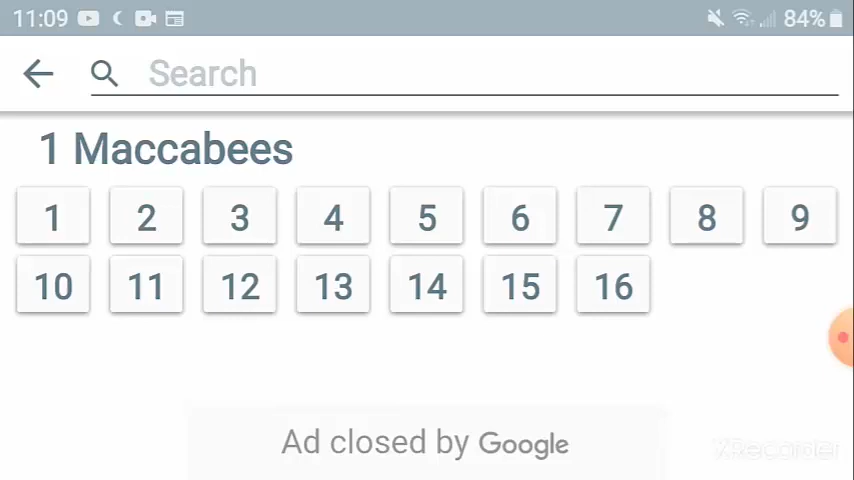 11:09 84%
Search
1 Maccabees
1 2 3 4 5 6 7 8 9
10 11 12 13 14 15 16
Ad closed by Google
XRecorder